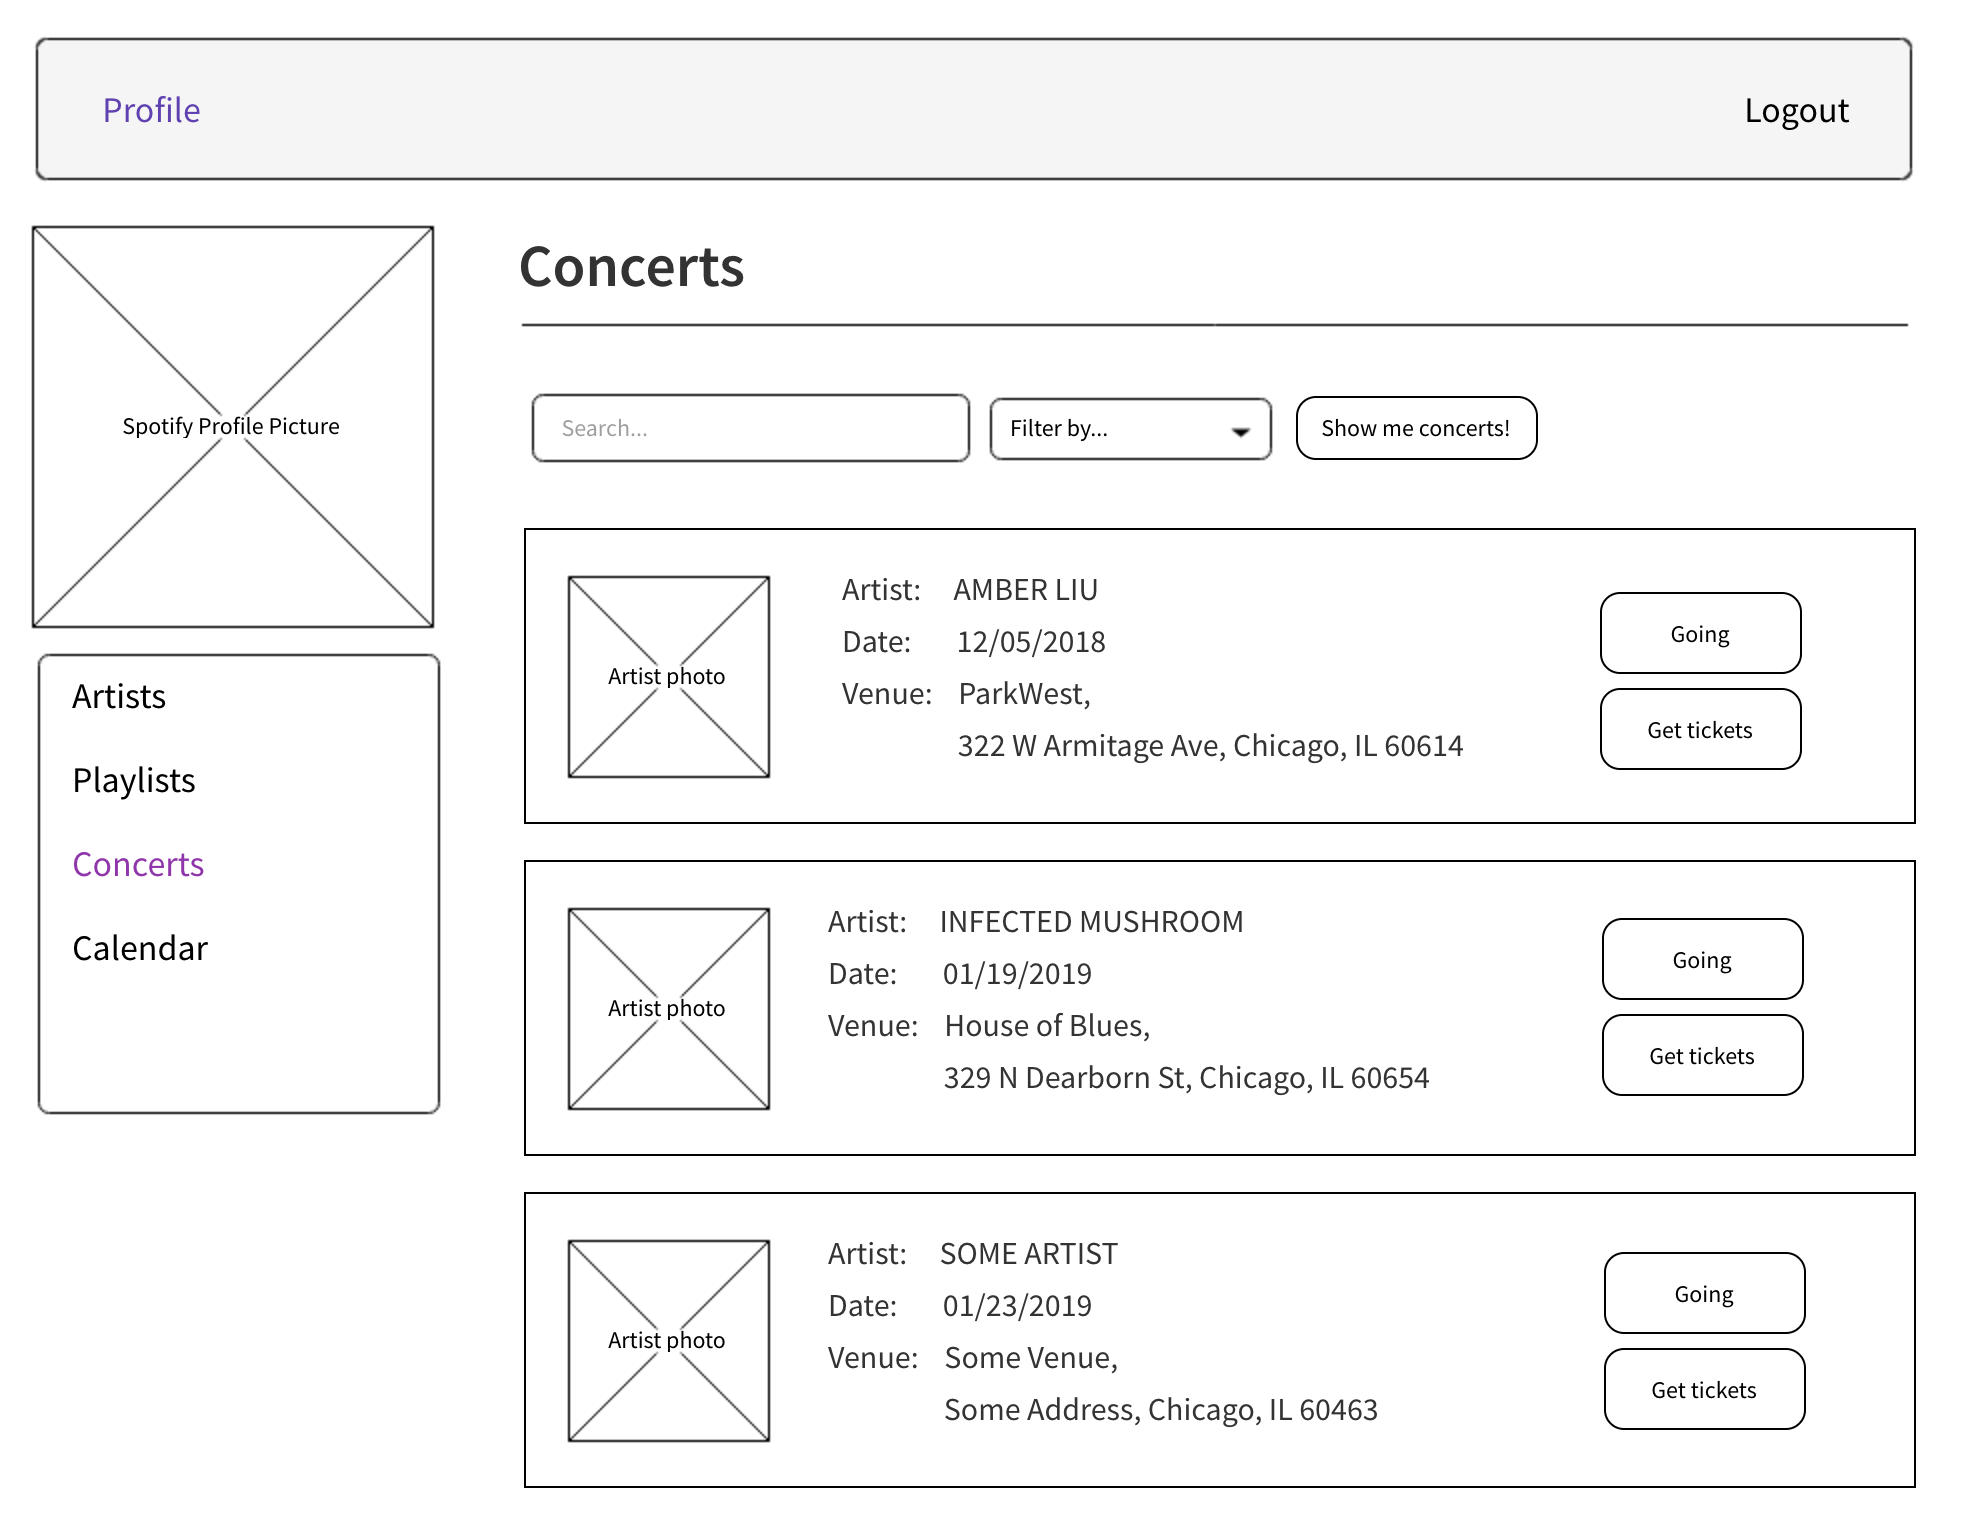 Profile
Logout
Spotify Profile Picture
Artists
Playlists
Concerts
Calendar
Concerts
Search...
Filter by...
Show me concerts!
Artist photo
Artist: AMBER LIU
Date: 12/05/2018
Venue: ParkWest,
322 W Armitage Ave, Chicago, IL 60614
Going
Get tickets
Artist photo
Artist: INFECTED MUSHROOM
Date: 01/19/2019
Venue: House of Blues,
329 N Dearborn St, Chicago, IL 60654
Going
Get tickets
Artist photo
Artist: SOME ARTIST
Date: 01/23/2019
Venue: Some Venue,
Some Address, Chicago, IL 60463
Going
Get tickets